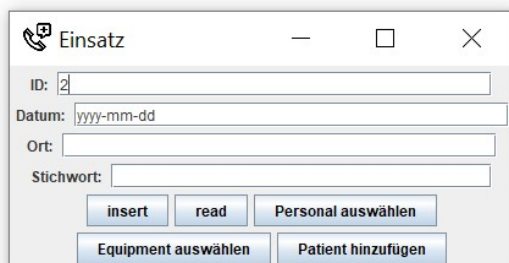 Einsatz
ID: 2
Datum: yyyy-mm-dd
Ort:
Stichwort:
insert read Personal auswählen
Equipment auswählen Patient hinzufügen